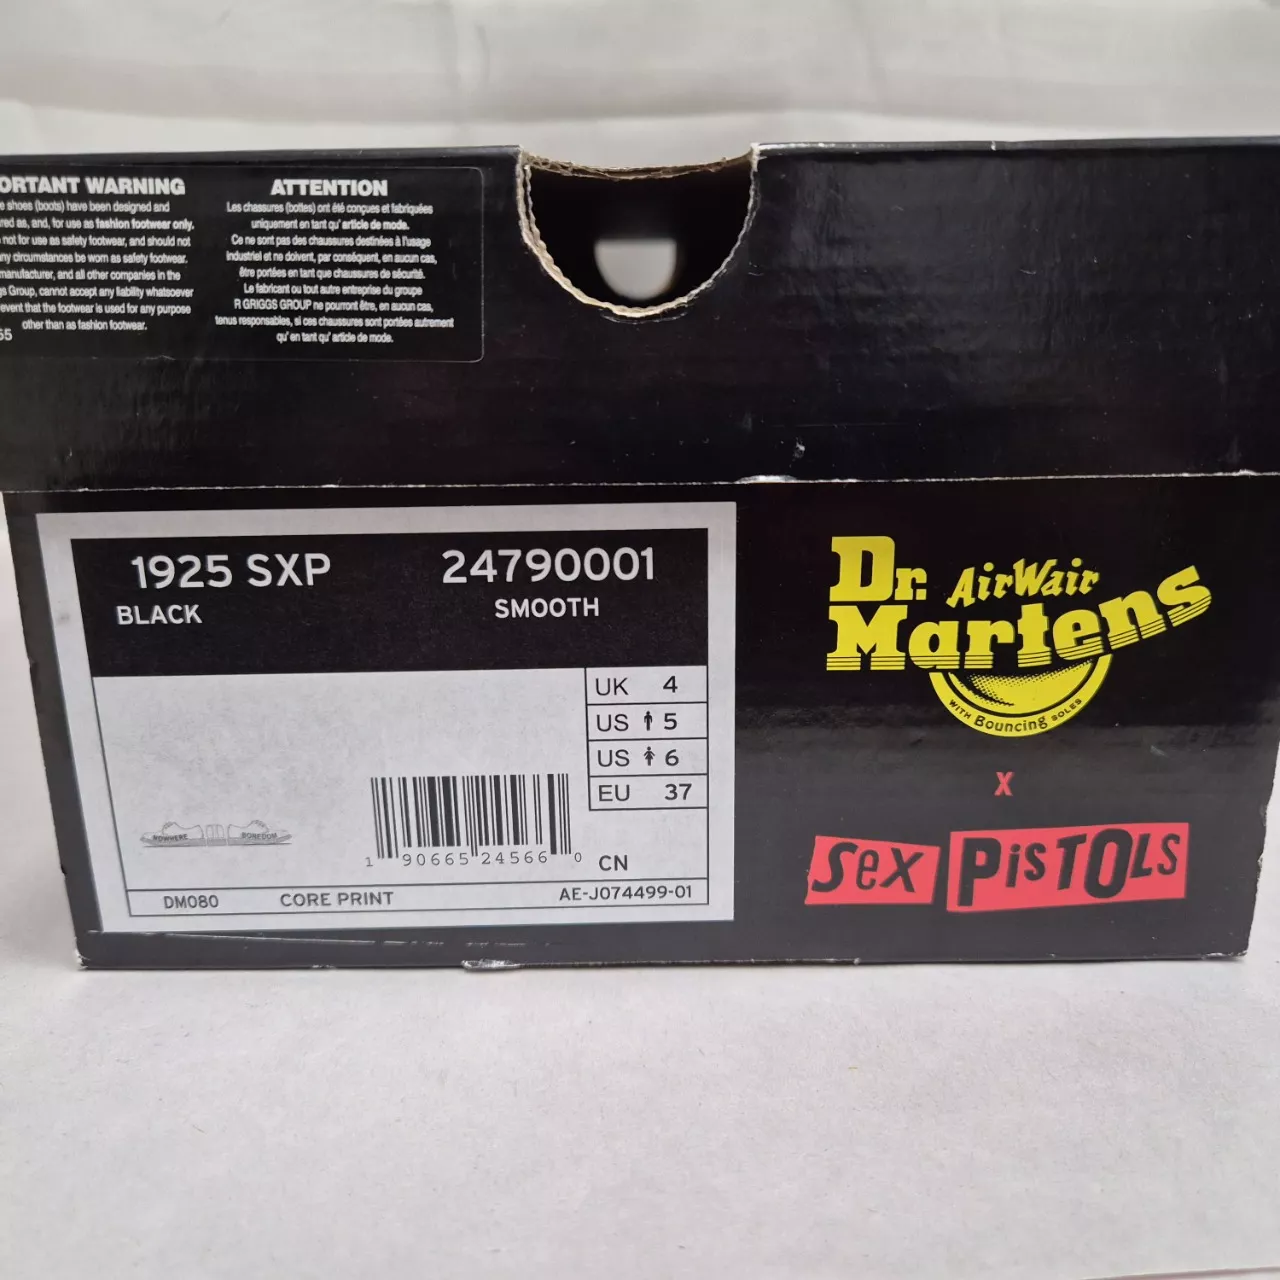 ORTANT WARNING
e shoes (boots) have been designed and
red as, and, for use as fashion footwear only.
not for use as safety footwear, and should not
ny circumstances be worn as safety footwear.
manufacturer, and all other companies in the
gs Group, cannot accept any liability whatsoever
event that the footwear is used for any purpose
other than as fashion footwear.
55
ATTENTION
Les chassures (bottes) ont été conçues et fabriquées
uniquement en tant qu' article de mode.
Ce ne sont pas des chaussures destinées à l'usage
industriel et ne doivent, par conséquent, en aucun cas,
être portées en tant que chaussures de sécurité.
Le fabricant ou tout autre entreprise du groupe
R GRIGGS GROUP ne pourront être, en aucun cas,
tenus responsables, si ces chaussures sont portées autrement
qu' en tant qu' article de mode.
1925 SXP 24790001
BLACK SMOOTH
UK 4
US 5
US 6
EU 37
NOWHERE BOREDOM
1 90665 24566 0
CN
DM080 CORE PRINT AE-J074499-01
Dr. AirWair
Martens
WITH Bouncing SOLES
X
Sex PiSTOLS